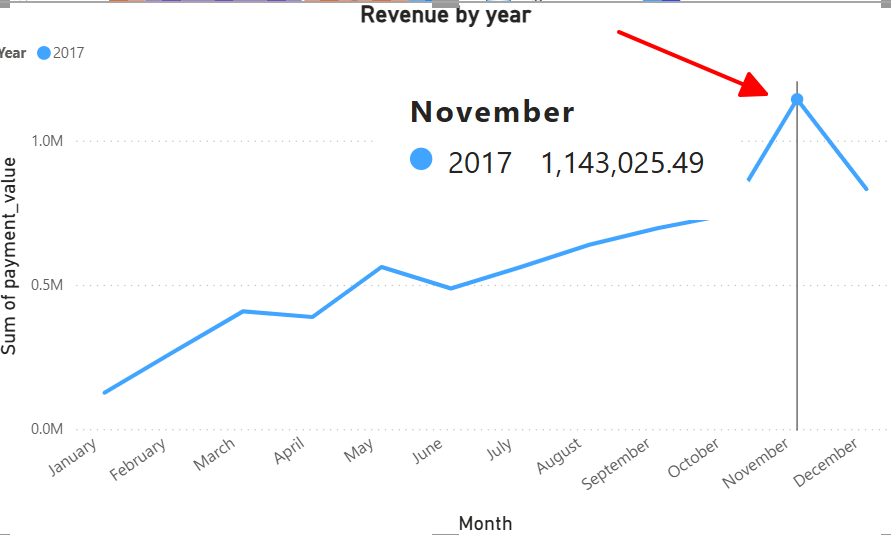 Revenue by year
Year 2017
November
2017 1,143,025.49
1.0M
0.5M
0.0M
Sum of payment_value
January February March April May June July August September October November December
Month